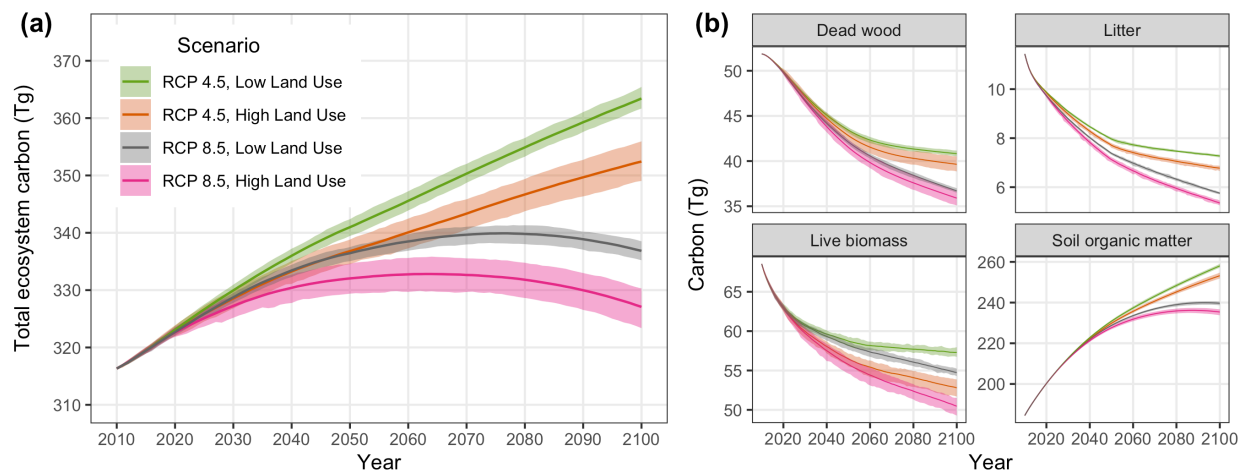 (a)
Scenario
RCP 4.5, Low Land Use
RCP 4.5, High Land Use
RCP 8.5, Low Land Use
RCP 8.5, High Land Use
Total ecosystem carbon (Tg)
370
360
350
340
330
320
310
2010 2020 2030 2040 2050 2060 2070 2080 2090 2100
Year
(b)
Carbon (Tg)
Dead wood
50
45
40
35
Litter
10
8
6
Live biomass
65
60
55
50
2020 2040 2060 2080 2100
Soil organic matter
260
240
220
200
2020 2040 2060 2080 2100
Year